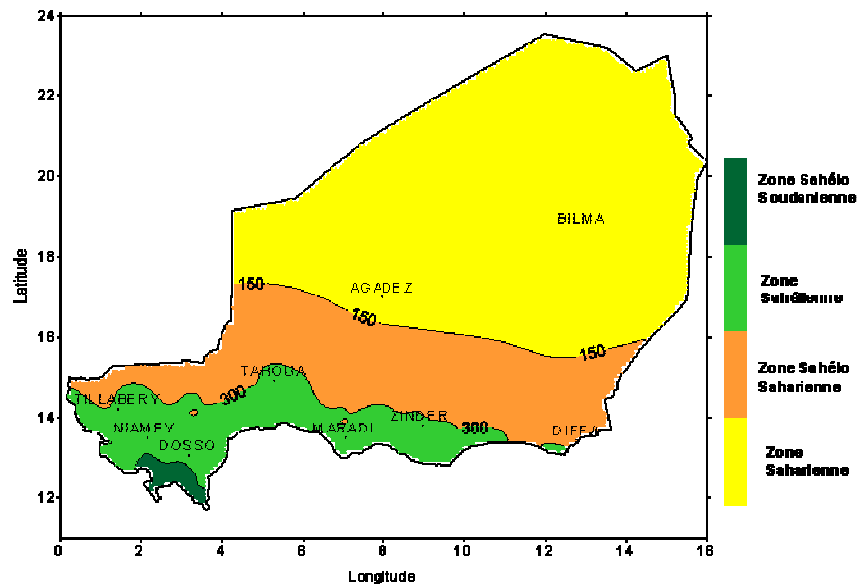 24
22
20
18
16
14
12
0
2
4
6
8
10
12
14
16
Latitude
Longitude
BILMA
AGADEZ
150
150
150
TAHOUA
300
TILLABERY
NIAMEY
DOSSO
MARADI
ZINDER
300
DIFFA
Zone Sahélo
Soudanienne
Zone
Sahélienne
Zone Sahélo
Saharienne
Zone
Saharienne